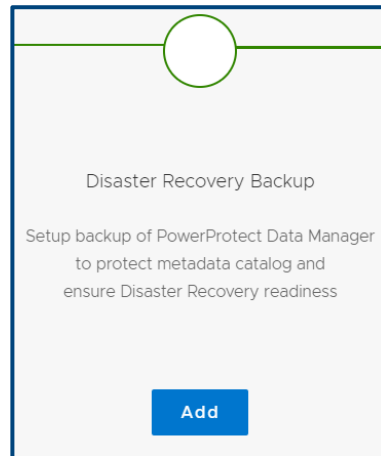 Disaster Recovery Backup
Setup backup of PowerProtect Data Manager
to protect metadata catalog and
ensure Disaster Recovery readiness
Add